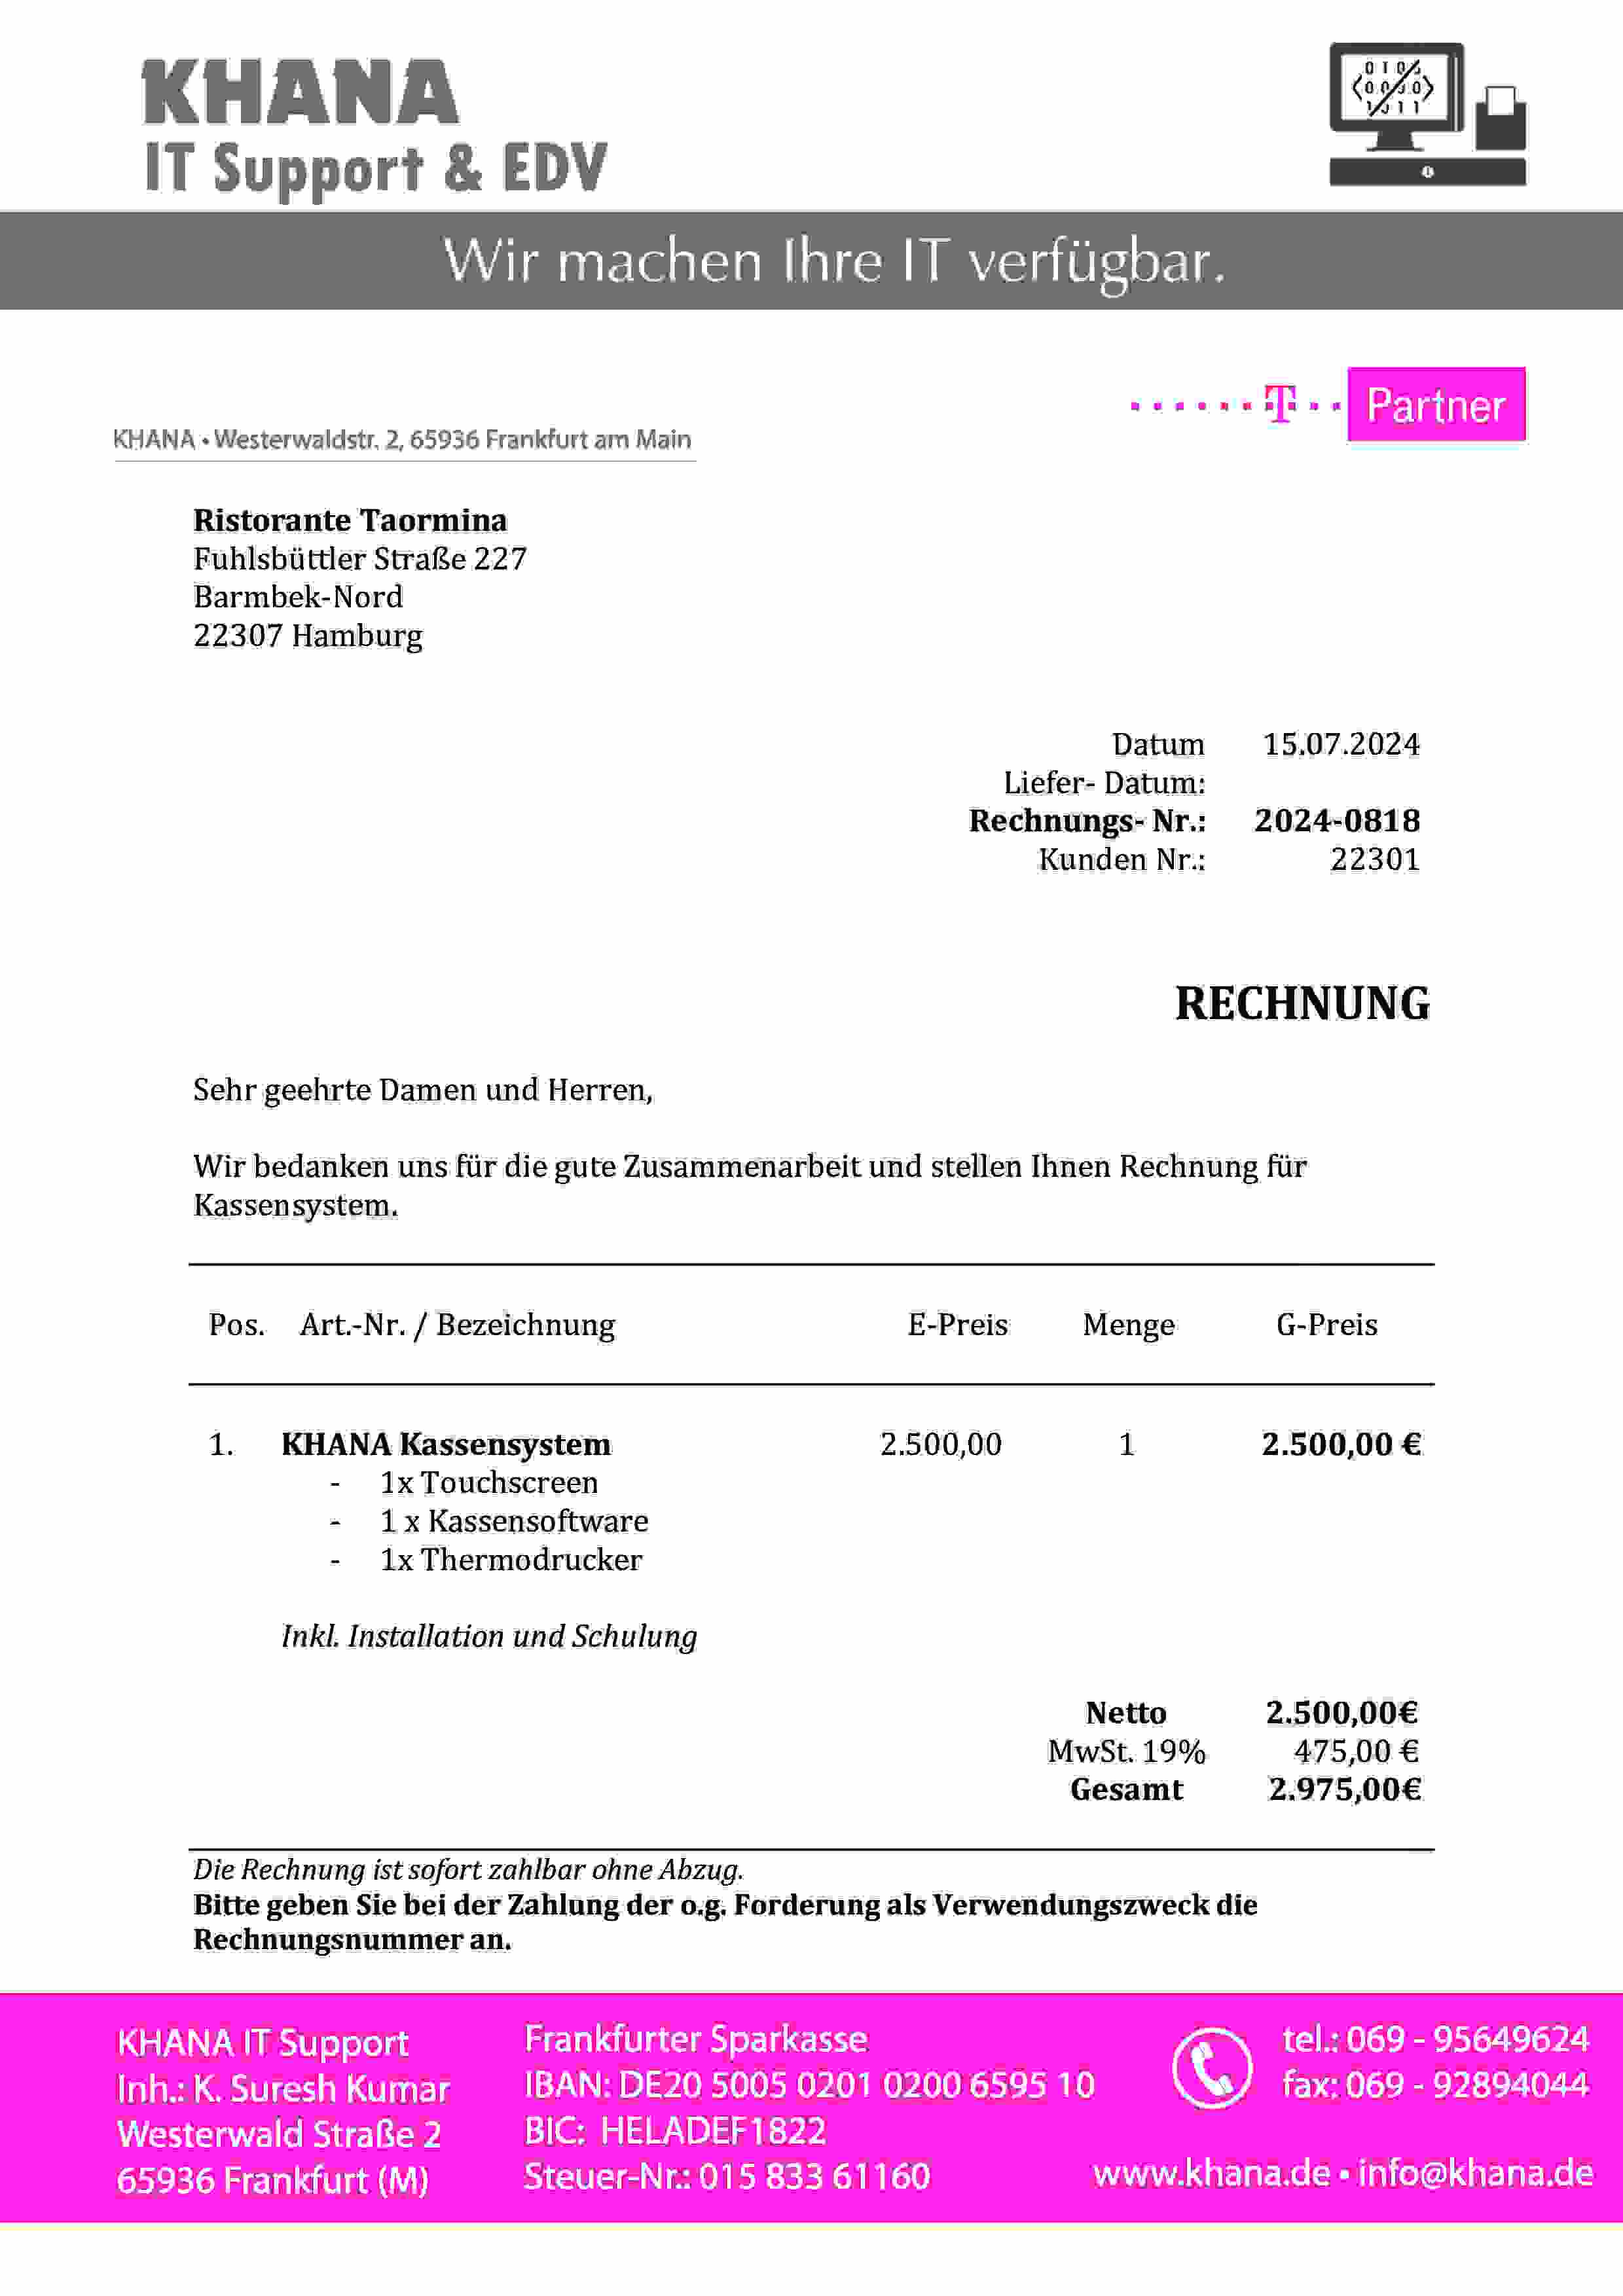 KHANA
IT Support & EDV
Wir machen Ihre IT verfügbar.
T Partner
KHANA • Westerwaldstr. 2, 65936 Frankfurt am Main
Ristorante Taormina
Fuhlsbüttler Straße 227
Barmbek-Nord
22307 Hamburg
Datum 15.07.2024
Liefer- Datum:
Rechnungs- Nr.: 2024-0818
Kunden Nr.: 22301
RECHNUNG
Sehr geehrte Damen und Herren,
Wir bedanken uns für die gute Zusammenarbeit und stellen Ihnen Rechnung für
Kassensystem.
Pos. Art.-Nr. / Bezeichnung E-Preis Menge G-Preis
1. KHANA Kassensystem 2.500,00 1 2.500,00 €
- 1x Touchscreen
- 1 x Kassensoftware
- 1x Thermodrucker
Inkl. Installation und Schulung
Netto 2.500,00€
MwSt. 19% 475,00 €
Gesamt 2.975,00€
Die Rechnung ist sofort zahlbar ohne Abzug.
Bitte geben Sie bei der Zahlung der o.g. Forderung als Verwendungszweck die
Rechnungsnummer an.
KHANA IT Support
Inh.: K. Suresh Kumar
Westerwald Straße 2
65936 Frankfurt (M)
Frankfurter Sparkasse
IBAN: DE20 5005 0201 0200 6595 10
BIC: HELADEF1822
Steuer-Nr.: 015 833 61160
tel.: 069 - 95649624
fax: 069 - 92894044
www.khana.de • info@khana.de